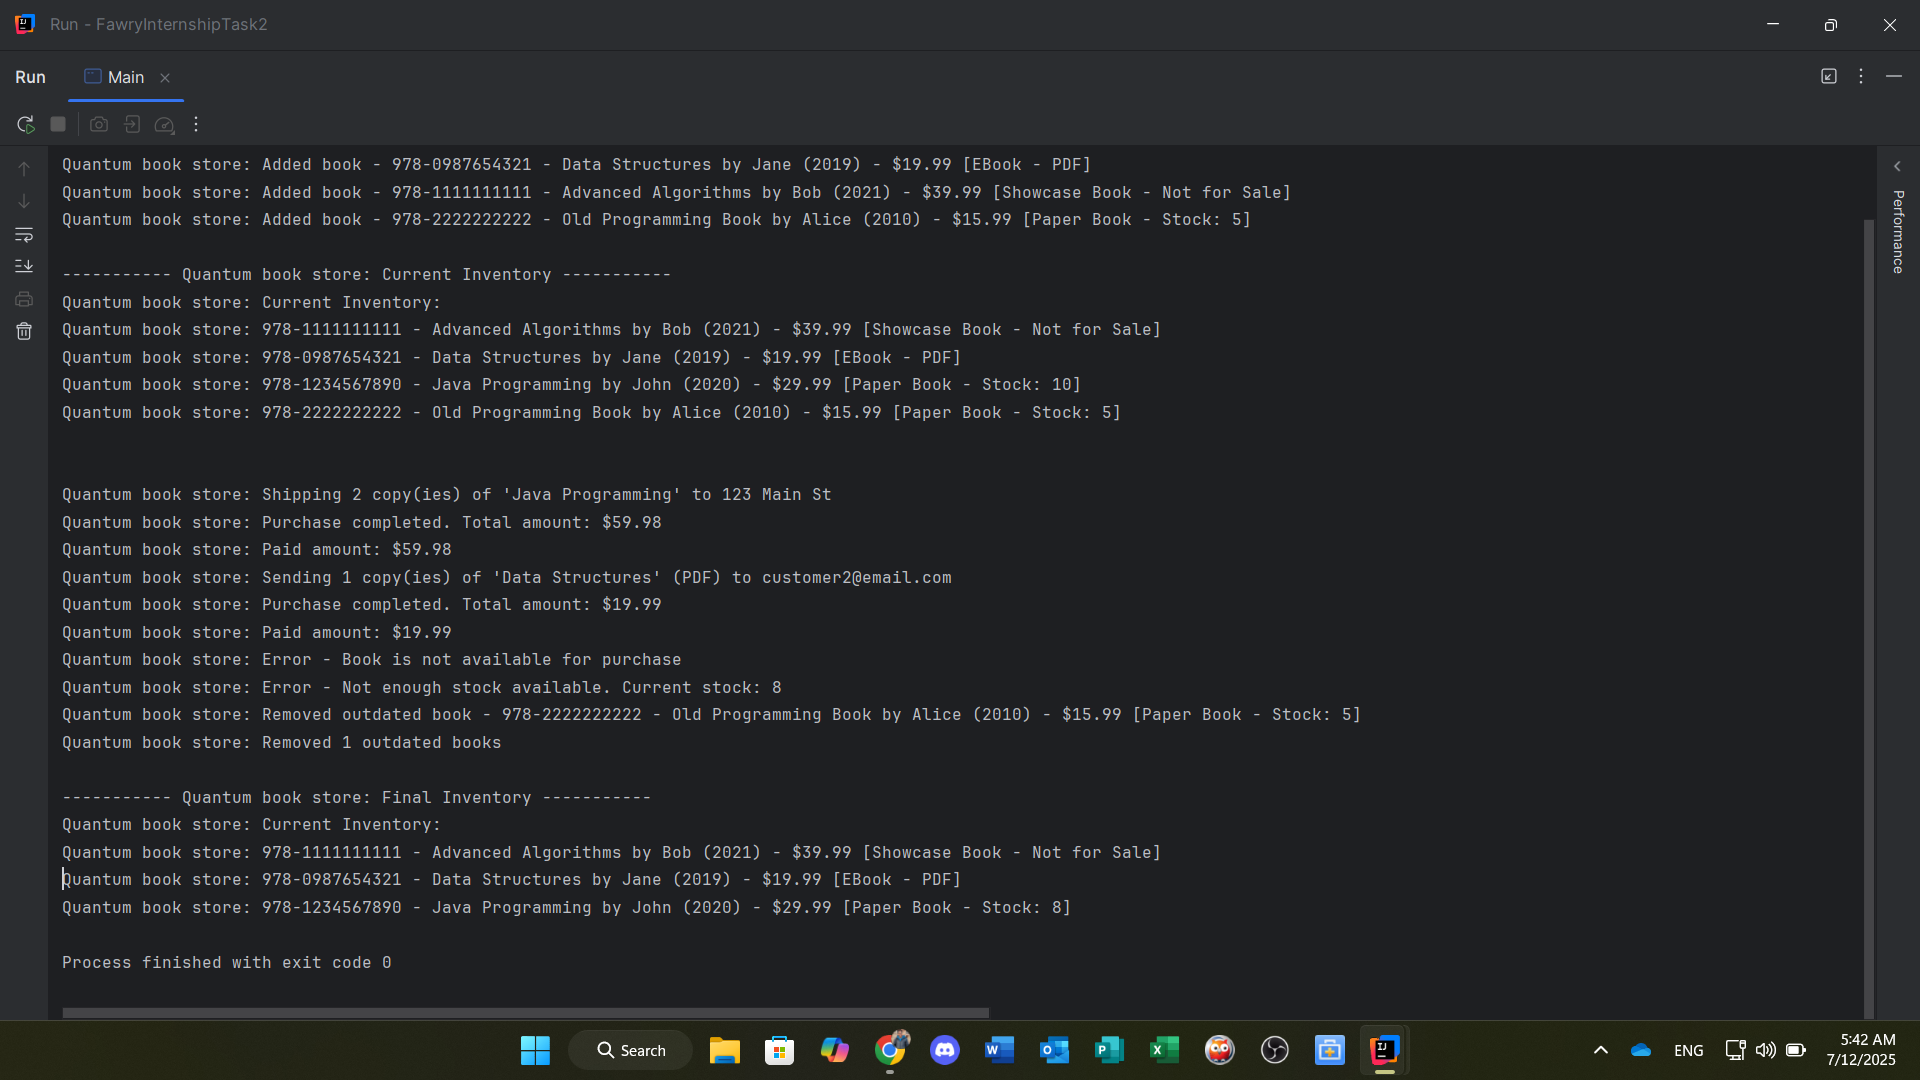 Run - FawryInternshipTask2
Run
Main
Quantum book store: Added book - 978-0987654321 - Data Structures by Jane (2019) - $19.99 [EBook - PDF]
Quantum book store: Added book - 978-1111111111 - Advanced Algorithms by Bob (2021) - $39.99 [Showcase Book - Not for Sale]
Quantum book store: Added book - 978-2222222222 - Old Programming Book by Alice (2010) - $15.99 [Paper Book - Stock: 5]
----------- Quantum book store: Current Inventory -----------
Quantum book store: Current Inventory:
Quantum book store: 978-1111111111 - Advanced Algorithms by Bob (2021) - $39.99 [Showcase Book - Not for Sale]
Quantum book store: 978-0987654321 - Data Structures by Jane (2019) - $19.99 [EBook - PDF]
Quantum book store: 978-1234567890 - Java Programming by John (2020) - $29.99 [Paper Book - Stock: 10]
Quantum book store: 978-2222222222 - Old Programming Book by Alice (2010) - $15.99 [Paper Book - Stock: 5]
Quantum book store: Shipping 2 copy(ies) of 'Java Programming' to 123 Main St
Quantum book store: Purchase completed. Total amount: $59.98
Quantum book store: Paid amount: $59.98
Quantum book store: Sending 1 copy(ies) of 'Data Structures' (PDF) to customer2@email.com
Quantum book store: Purchase completed. Total amount: $19.99
Quantum book store: Paid amount: $19.99
Quantum book store: Error - Book is not available for purchase
Quantum book store: Error - Not enough stock available. Current stock: 8
Quantum book store: Removed outdated book - 978-2222222222 - Old Programming Book by Alice (2010) - $15.99 [Paper Book - Stock: 5]
Quantum book store: Removed 1 outdated books
----------- Quantum book store: Final Inventory -----------
Quantum book store: Current Inventory:
Quantum book store: 978-1111111111 - Advanced Algorithms by Bob (2021) - $39.99 [Showcase Book - Not for Sale]
Quantum book store: 978-0987654321 - Data Structures by Jane (2019) - $19.99 [EBook - PDF]
Quantum book store: 978-1234567890 - Java Programming by John (2020) - $29.99 [Paper Book - Stock: 8]
Process finished with exit code 0
Performance
Search
ENG
5:42 AM
7/12/2025